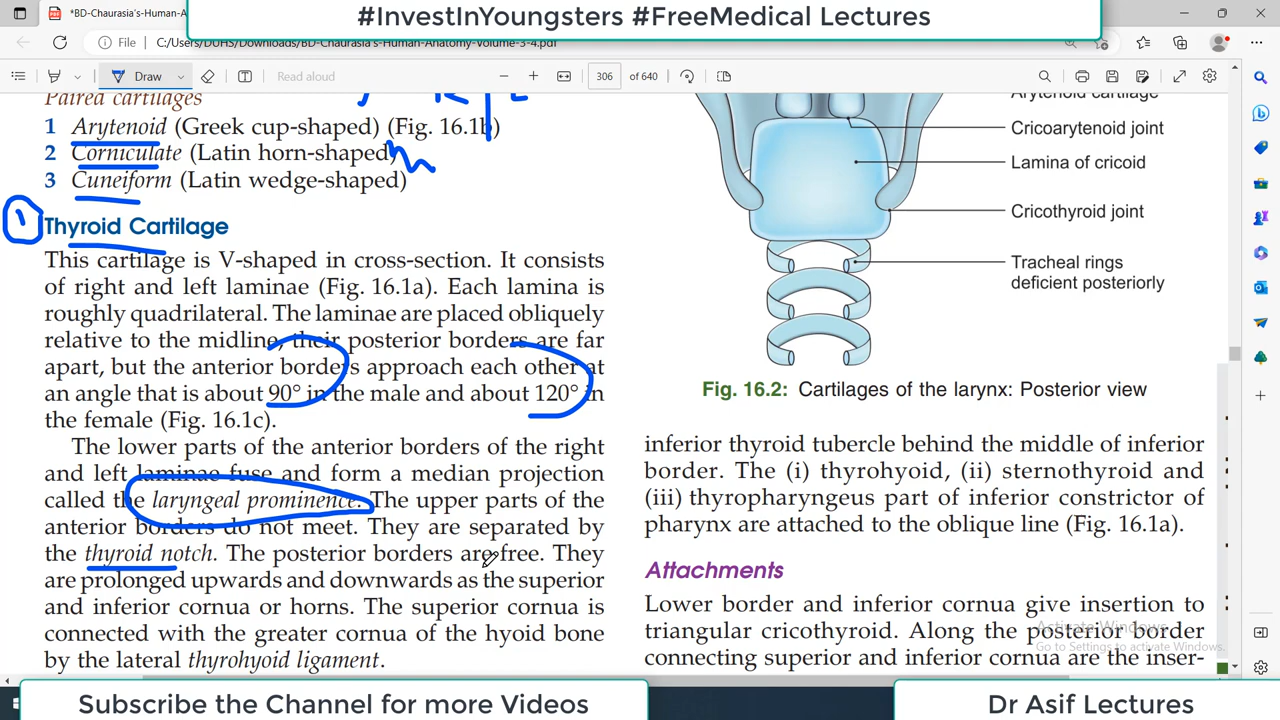 #InvestInYoungsters #FreeMedical Lectures
*BD-Chaurasia's-Human-A
File
C:/Users/DUHS/Downloads/BD-Chaurasia's-Human-Anatomy-Volume-3-4.pdf
Draw
Read aloud
306 of 640
Paired cartilages
1 Arytenoid (Greek cup-shaped) (Fig. 16.1b)
2 Corniculate (Latin horn-shaped)
3 Cuneiform (Latin wedge-shaped)
1
Thyroid Cartilage
This cartilage is V-shaped in cross-section. It consists
of right and left laminae (Fig. 16.1a). Each lamina is
roughly quadrilateral. The laminae are placed obliquely
relative to the midline, their posterior borders are far
apart, but the anterior borders approach each other at
an angle that is about 90° in the male and about 120° in
the female (Fig. 16.1c).
The lower parts of the anterior borders of the right
and left laminae fuse and form a median projection
called the laryngeal prominence. The upper parts of the
anterior borders do not meet. They are separated by
the thyroid notch. The posterior borders are free. They
are prolonged upwards and downwards as the superior
and inferior cornua or horns. The superior cornua is
connected with the greater cornua of the hyoid bone
by the lateral thyrohyoid ligament.
Arytenoid cartilage
Cricoarytenoid joint
Lamina of cricoid
Cricothyroid joint
Tracheal rings
deficient posteriorly
Fig. 16.2: Cartilages of the larynx: Posterior view
inferior thyroid tubercle behind the middle of inferior
border. The (i) thyrohyoid, (ii) sternothyroid and
(iii) thyropharyngeus part of inferior constrictor of
pharynx are attached to the oblique line (Fig. 16.1a).
Attachments
Lower border and inferior cornua give insertion to
triangular cricothyroid. Along the posterior border
connecting superior and inferior cornua are the inser-
Activate Windows
Go to Settings to activate Windows.
Subscribe the Channel for more Videos
Dr Asif Lectures